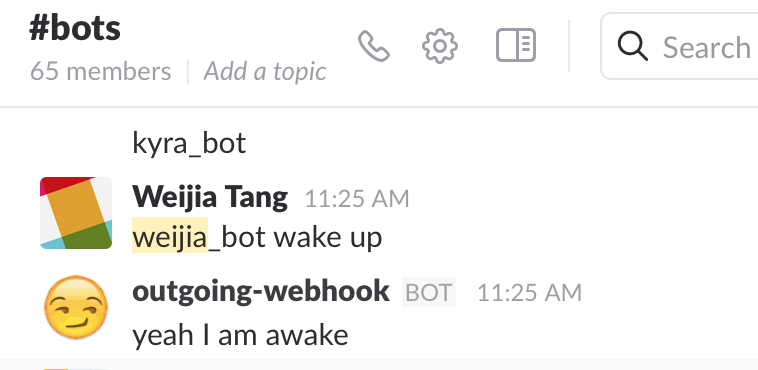 #bots
65 members | Add a topic
Search
kyra_bot
Weijia Tang 11:25 AM
weijia_bot wake up
outgoing-webhook BOT 11:25 AM
yeah I am awake